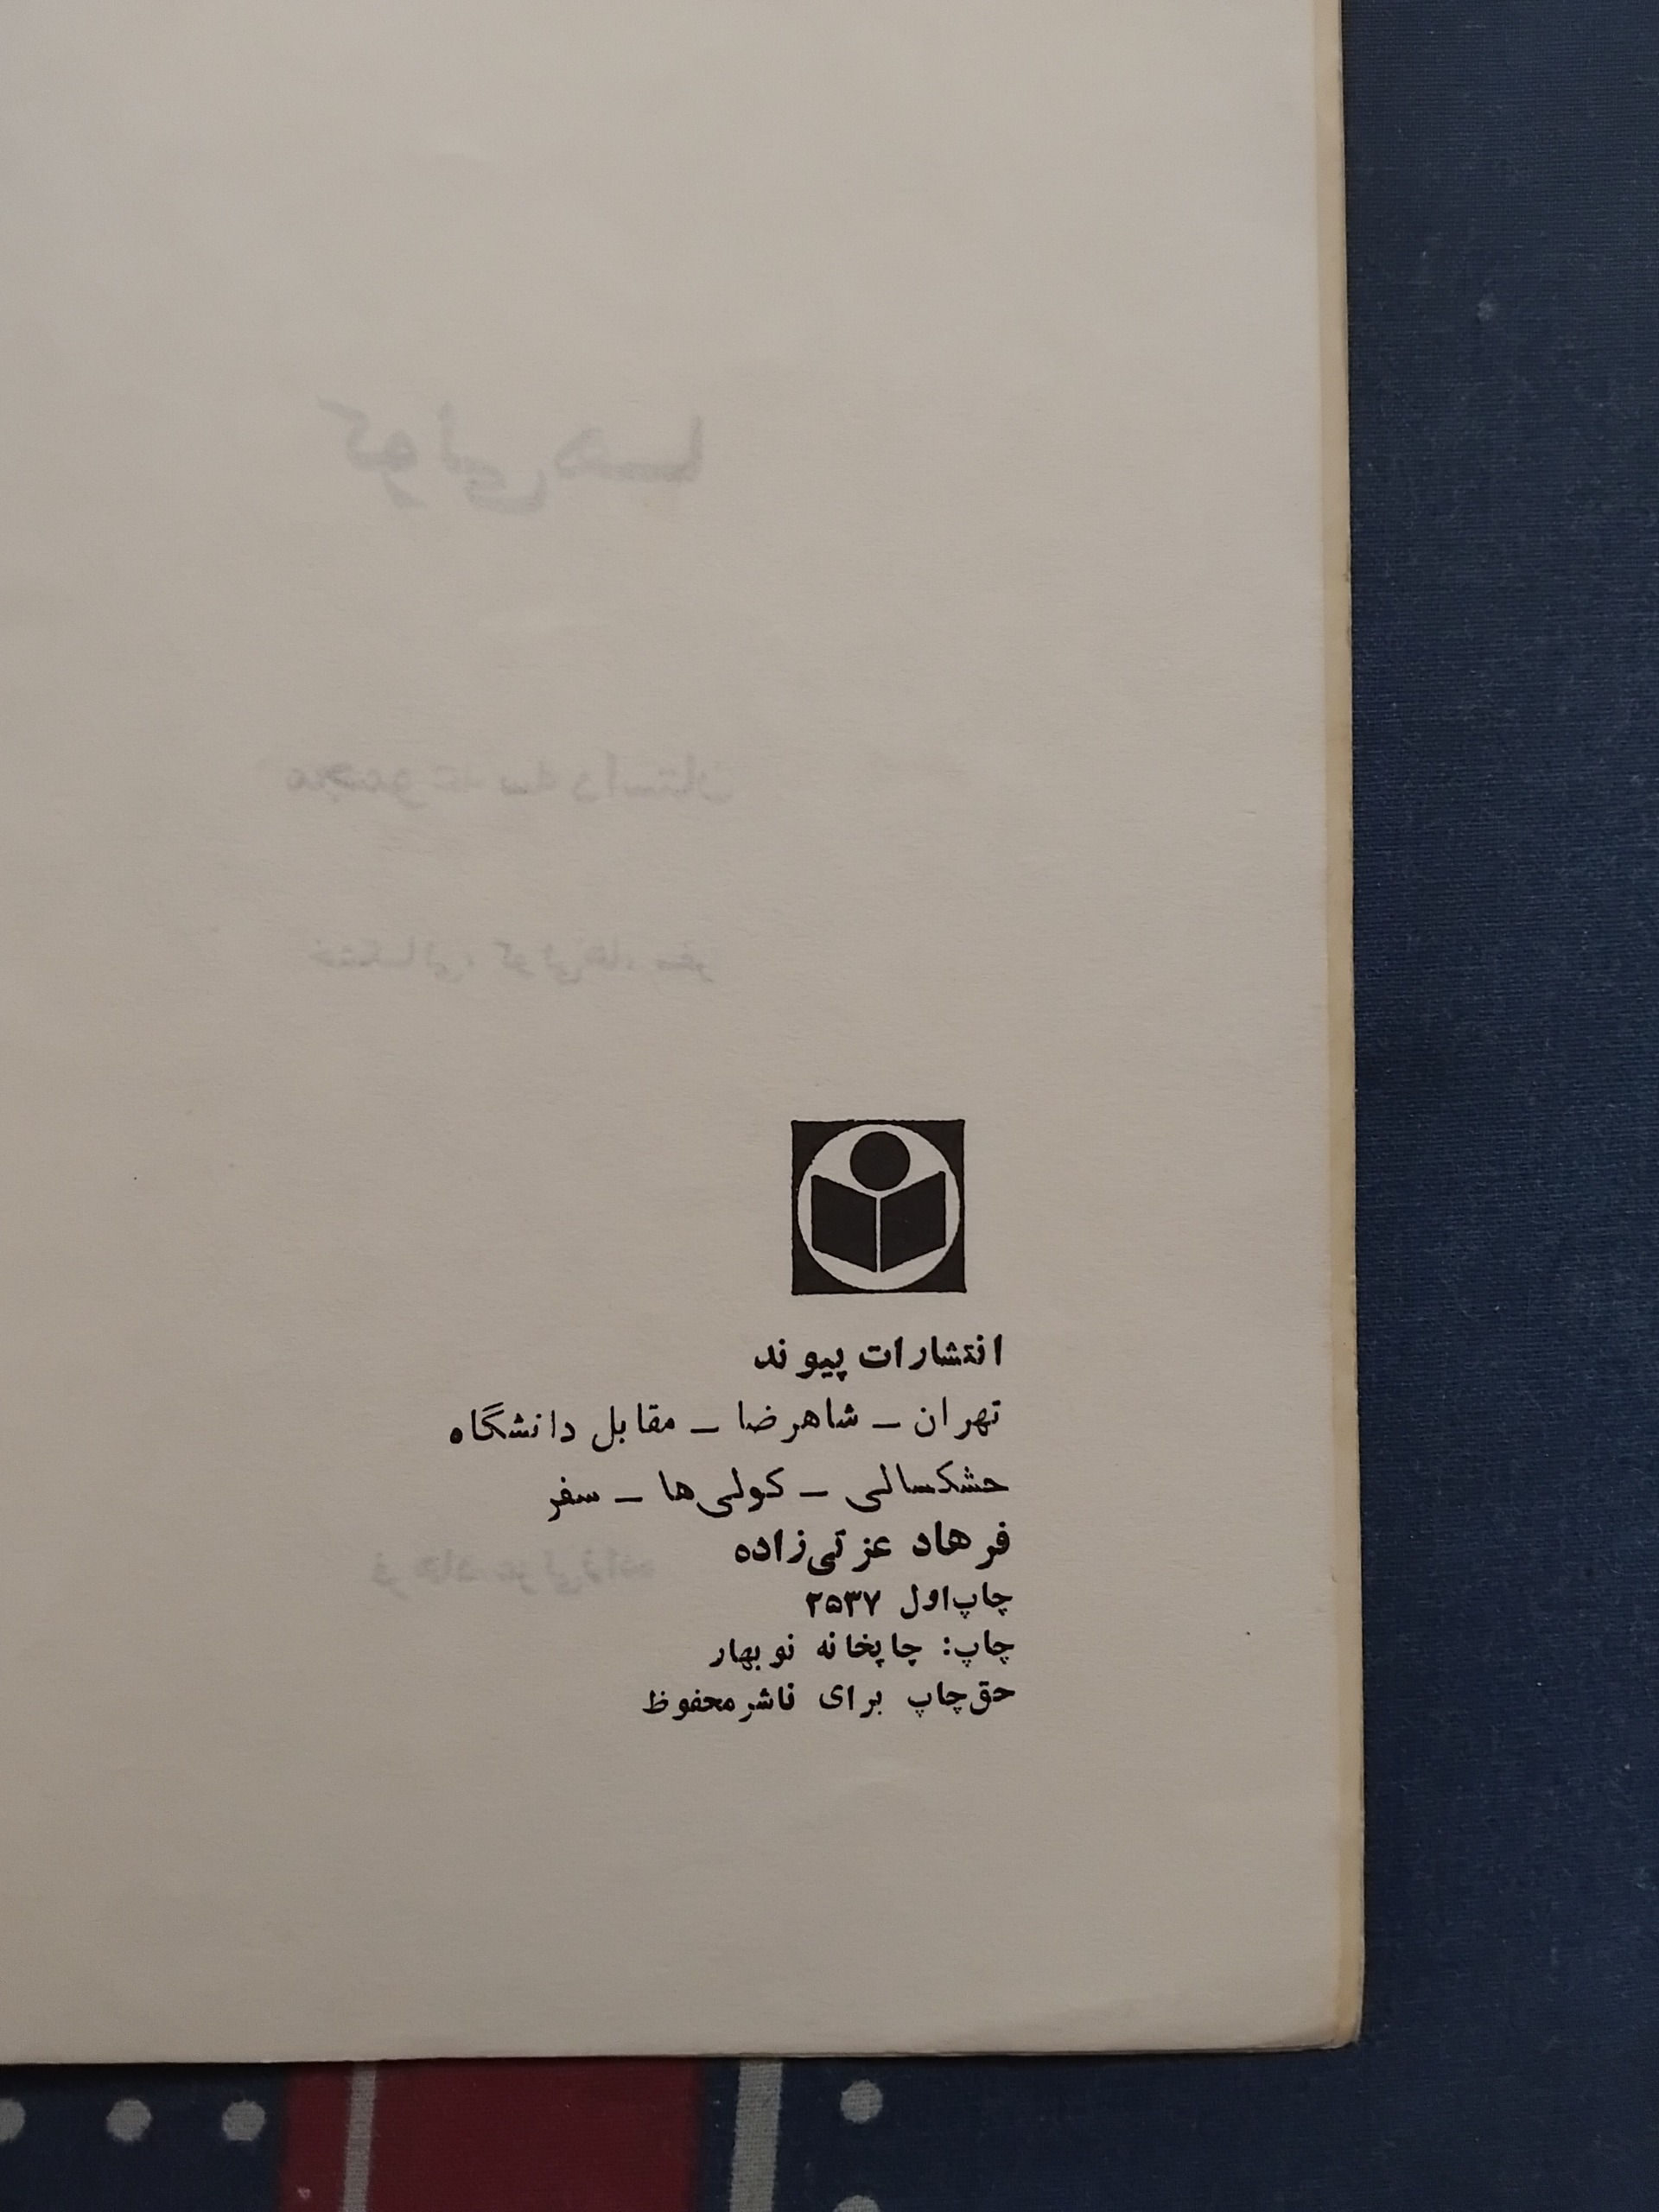 انتشارات پیوند
تهران – شاهرضا – مقابل دانشگاه
خشکسالی – کولی‌ها – سفر
فرهاد عزتی‌زاده
چاپ‌اول ۲۵۳۷
چاپ: چاپخانه نوبهار
حق‌چاپ برای ناشر محفوظ